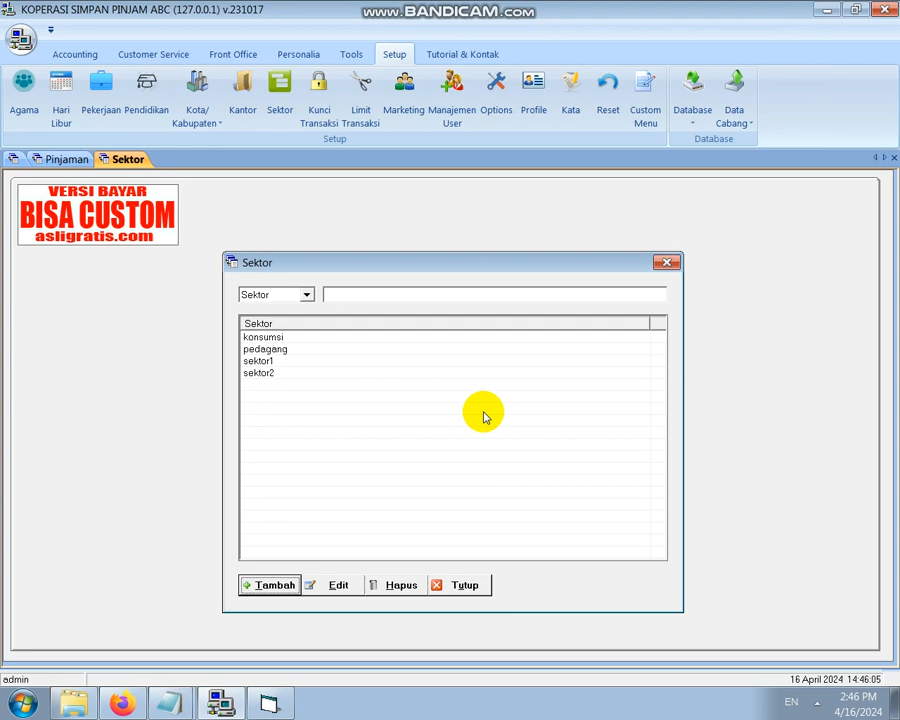 KOPERASI SIMPAN PINJAM ABC (127.0.0.1) v.231017
www.BANDICAM.com
Accounting Customer Service Front Office Personalia Tools Setup Tutorial & Kontak
Agama Hari Libur Pekerjaan Pendidikan Kota/ Kabupaten Kantor Sektor Kunci Transaksi Limit Transaksi Marketing Manajemen User Options Profile Kata Reset Custom Menu Database Data Cabang
Setup Database
Pinjaman Sektor
VERSI BAYAR
BISA CUSTOM
asligratis.com
Sektor
Sektor
Sektor
konsumsi
pedagang
sektor1
sektor2
Tambah Edit Hapus Tutup
admin 16 April 2024 14:46:05
EN 2:46 PM
4/16/2024